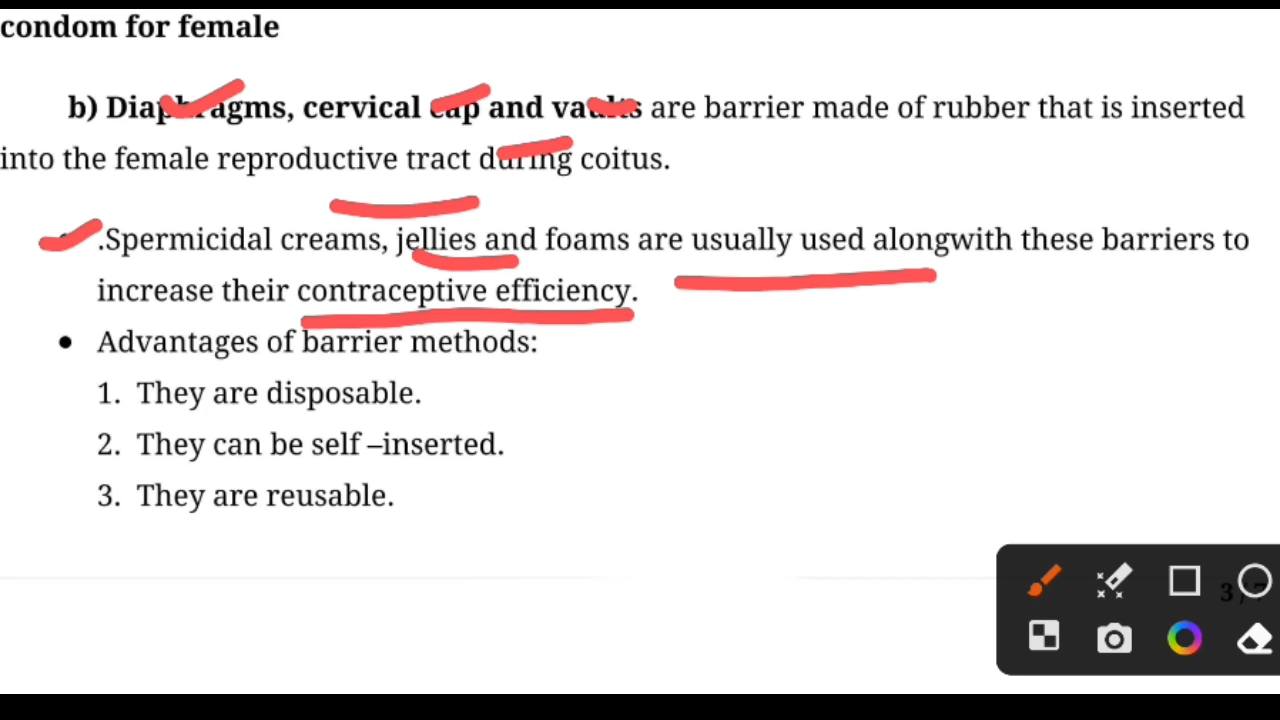 condom for female
b) Diaphragms, cervical cap and vaults are barrier made of rubber that is inserted
into the female reproductive tract during coitus.
.Spermicidal creams, jellies and foams are usually used alongwith these barriers to
increase their contraceptive efficiency.
• Advantages of barrier methods:
1. They are disposable.
2. They can be self –inserted.
3. They are reusable.
3 / 7